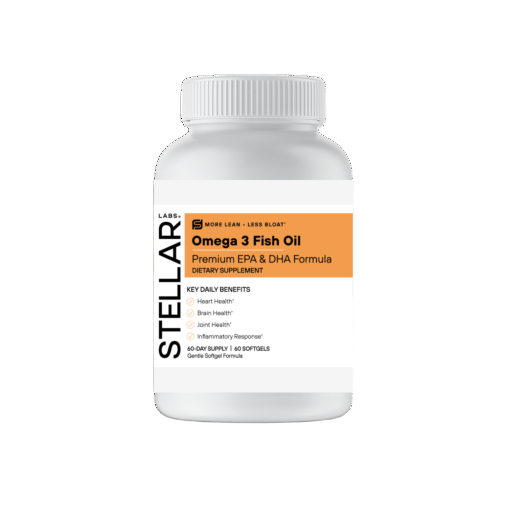 LABS.
STELLAR
MORE LEAN • LESS BLOAT*
Omega 3 Fish Oil
Premium EPA & DHA Formula
DIETARY SUPPLEMENT
KEY DAILY BENEFITS
Heart Health*
Brain Health*
Joint Health*
Inflammatory Response*
60-DAY SUPPLY | 60 SOFTGELS
Gentle Softgel Formula